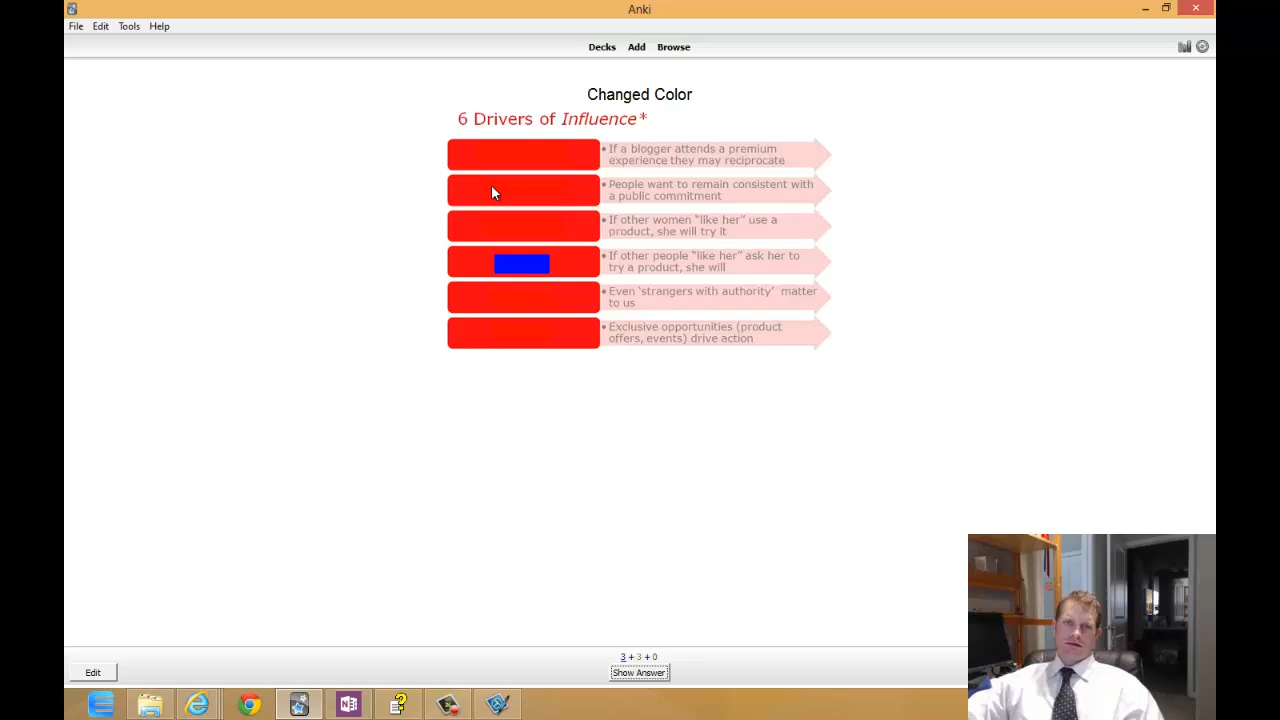 Anki
File Edit Tools Help
Decks Add Browse
Changed Color
6 Drivers of Influence*
• If a blogger attends a premium
experience they may reciprocate
• People want to remain consistent with
a public commitment
• If other women “like her” use a
product, she will try it
• If other people “like her” ask her to
try a product, she will
• Even ‘strangers with authority’ matter
to us
• Exclusive opportunities (product
offers, events) drive action
3 + 3 + 0
Edit
Show Answer